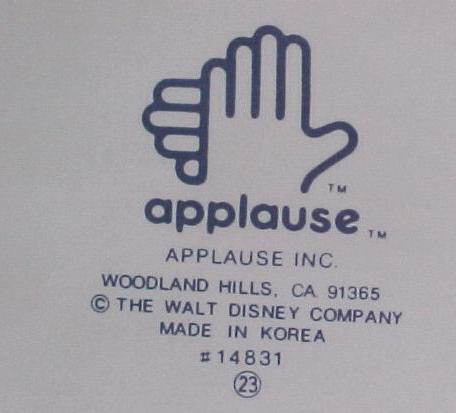 TM
applause TM
APPLAUSE INC.
WOODLAND HILLS, CA 91365
© THE WALT DISNEY COMPANY
MADE IN KOREA
#14831
23